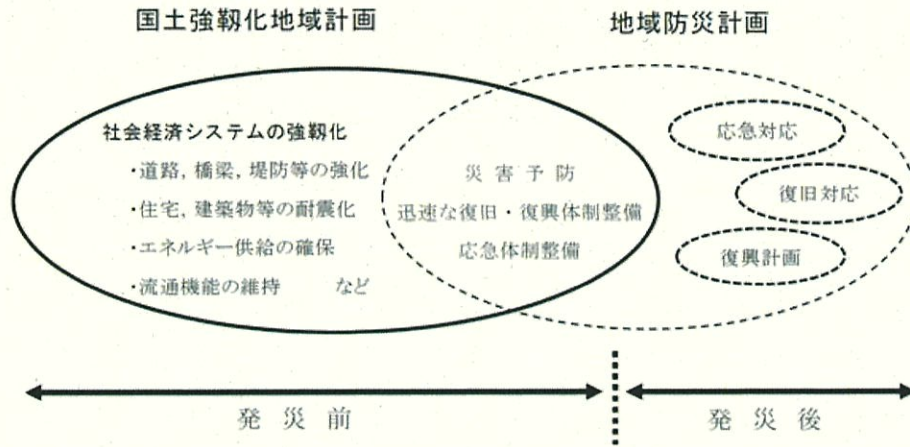 国土強靱化地域計画
地域防災計画
社会経済システムの強靱化
・道路，橋梁，堤防等の強化
・住宅，建築物等の耐震化
・エネルギー供給の確保
・流通機能の維持　　など
災害予防
迅速な復旧・復興体制整備
応急体制整備
応急対応
復旧対応
復興計画
発災前
発災後